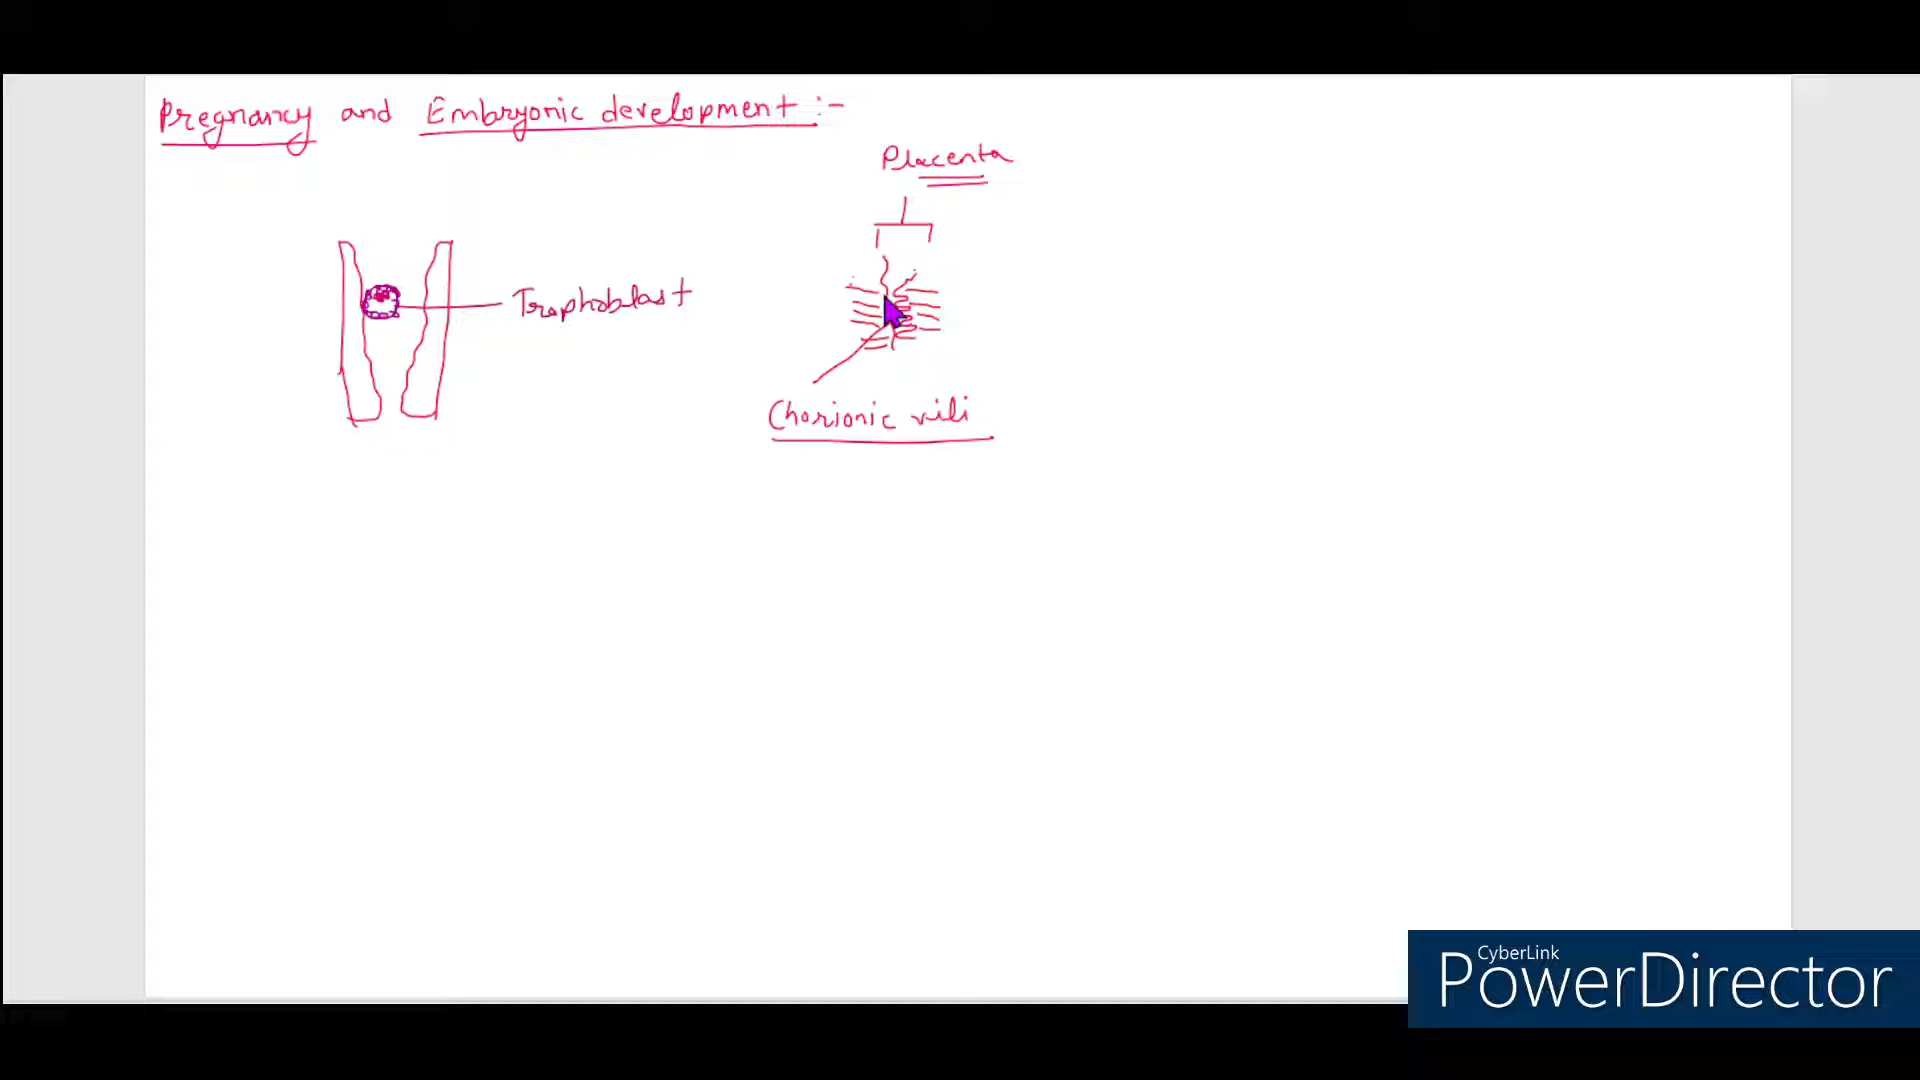 Pregnancy and Embryonic development :-
Placenta
Trophoblast
Chorionic villi
CyberLink
PowerDirector